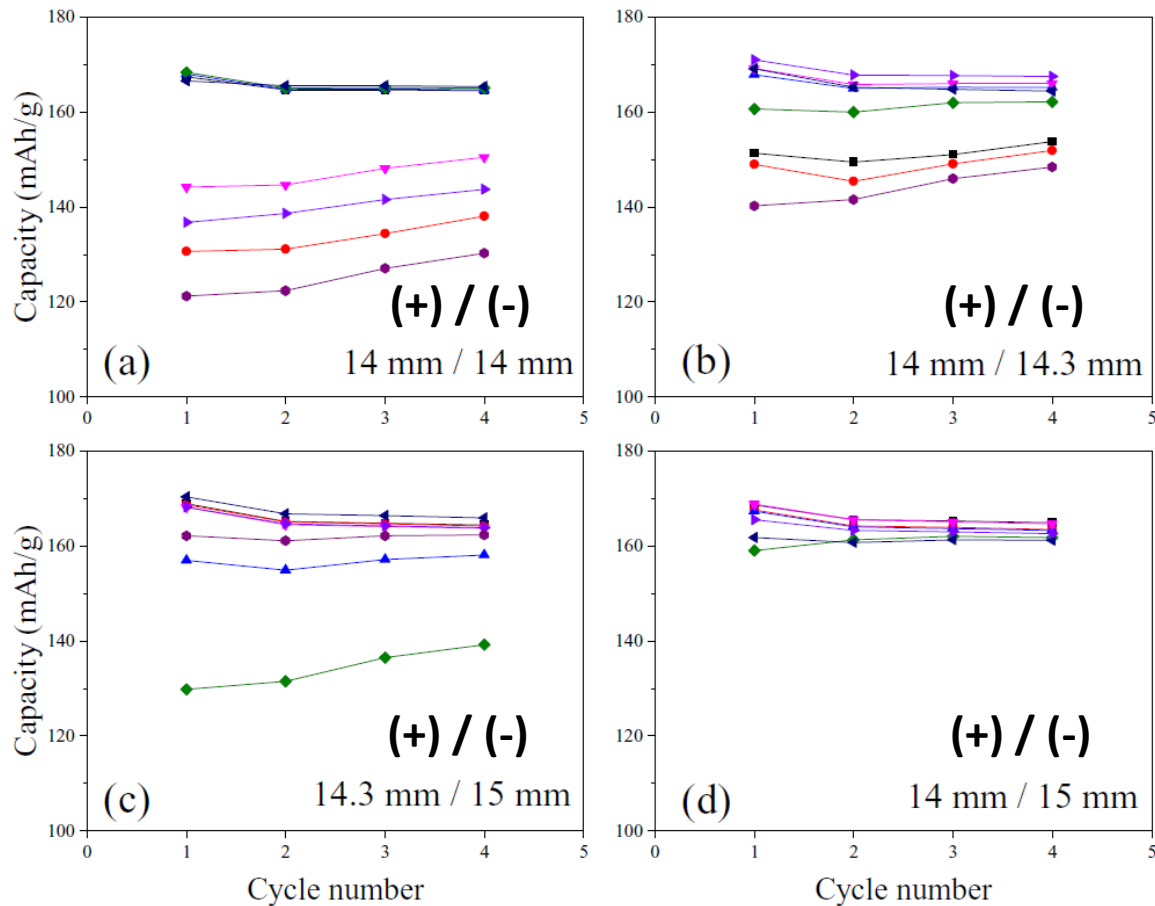 180
160
140
120
100
0
1
2
3
4
5
Capacity (mAh/g)
(+) / (-)
(a)
14 mm / 14 mm
180
160
140
120
100
0
1
2
3
4
5
(+) / (-)
(b)
14 mm / 14.3 mm
180
160
140
120
100
0
1
2
3
4
5
Capacity (mAh/g)
(+) / (-)
(c)
14.3 mm / 15 mm
Cycle number
180
160
140
120
100
0
1
2
3
4
5
(+) / (-)
(d)
14 mm / 15 mm
Cycle number